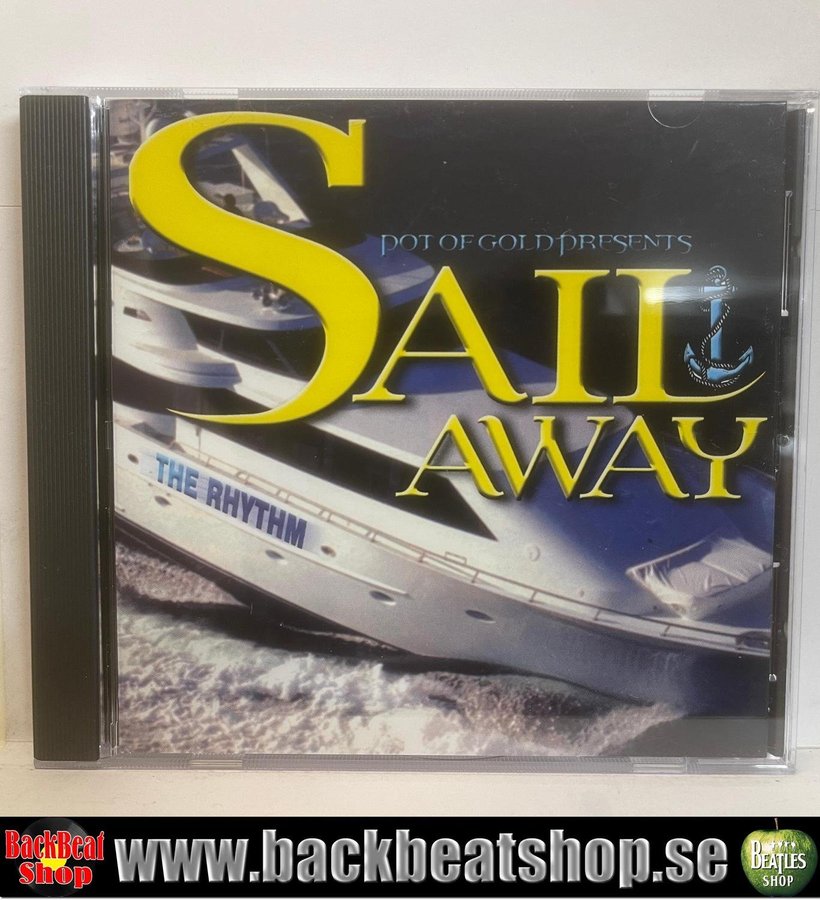 POT OF GOLD PRESENTS
SAIL
AWAY
THE RHYTHM
BackBeat
Shop
www.backbeatshop.se
BEATLES
SHOP